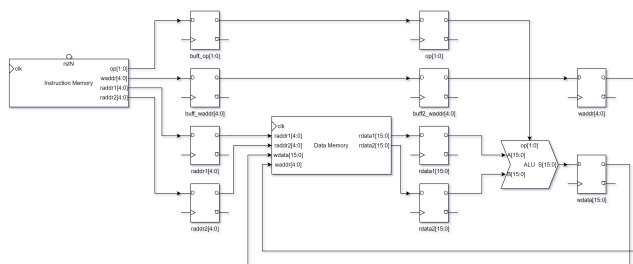 D Q
D Q
buff_op[1:0]
op[1:0]
rstN
clk
op[1:0]
waddr[4:0]
raddr1[4:0]
raddr2[4:0]
Instruction Memory
D Q
D Q
D Q
buff_waddr[4:0]
buff2_waddr[4:0]
waddr[4:0]
D Q
raddr1[4:0]
clk
raddr1[4:0]
raddr2[4:0]
wdata[15:0]
waddr[4:0]
Data Memory
rdata1[15:0]
rdata2[15:0]
D Q
rdata1[15:0]
op[1:0]
A[15:0]
ALU S[15:0]
B[15:0]
D Q
wdata[15:0]
D Q
raddr2[4:0]
D Q
rdata2[15:0]